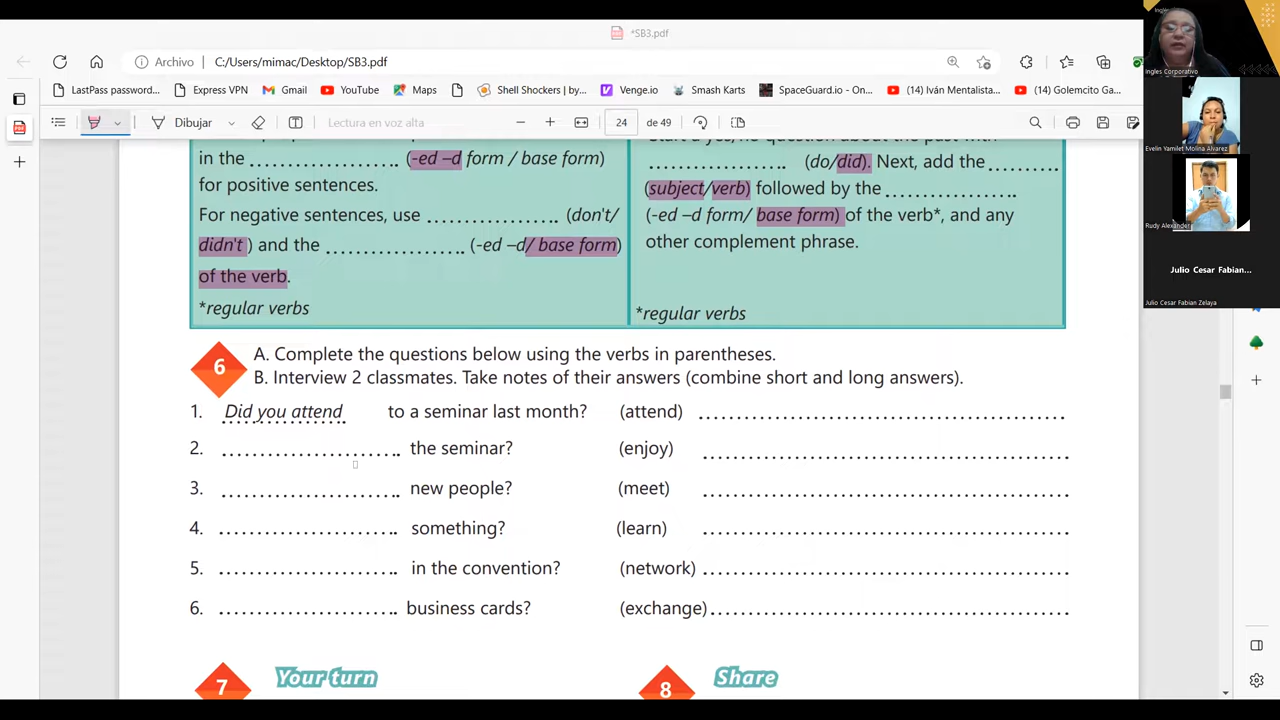 *SB3.pdf
Archivo C:/Users/mimac/Desktop/SB3.pdf
LastPass password... Express VPN Gmail YouTube Maps Shell Shockers | by... Venge.io Smash Karts SpaceGuard.io - On... (14) Iván Mentalista... (14) Golemcito Gam...
Dibujar Lectura en voz alta 24 de 49
in the .................. (-ed –d form / base form)
for positive sentences.
For negative sentences, use ................ (don't/
didn't ) and the .................. (-ed –d/ base form)
of the verb.
*regular verbs
.................. (do/did). Next, add the .........
(subject/verb) followed by the .................
(-ed –d form/ base form) of the verb*, and any
other complement phrase.
*regular verbs
6 A. Complete the questions below using the verbs in parentheses.
B. Interview 2 classmates. Take notes of their answers (combine short and long answers).
1. Did you attend to a seminar last month? (attend) ........................................
2. ........................ the seminar? (enjoy) ........................................
3. ........................ new people? (meet) ........................................
4. ........................ something? (learn) ........................................
5. ........................ in the convention? (network) ........................................
6. ........................ business cards? (exchange) ........................................
7 Your turn
8 Share
Ingles Corporativo
Evelin Yamilet Molina Alvarez
Rudy Alexander
Julio Cesar Fabian...
Julio Cesar Fabian Zelaya